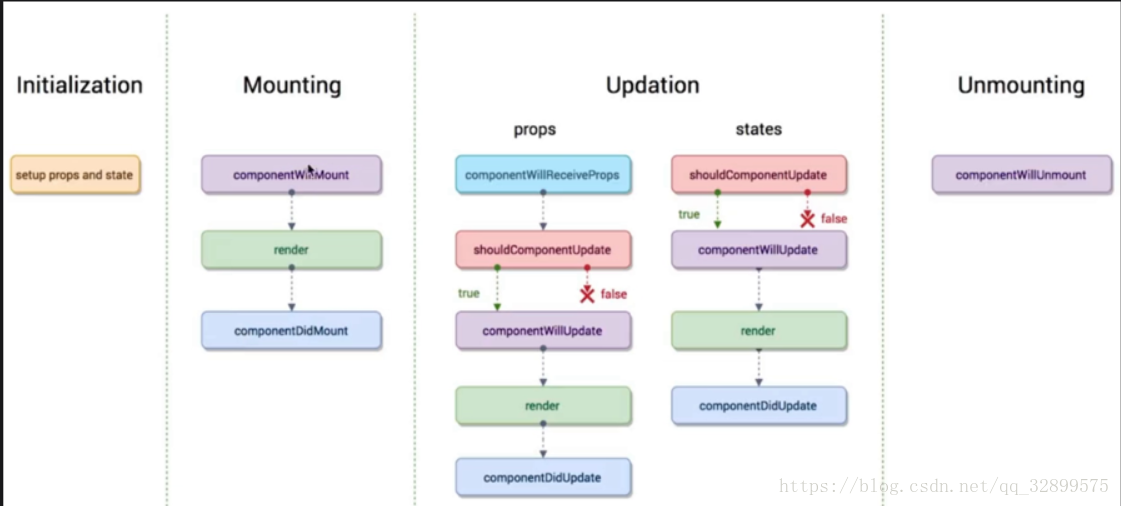 Initialization
Mounting
Updation
Unmounting
props
states
setup props and state
componentWillMount
render
componentDidMount
componentWillReceiveProps
shouldComponentUpdate
true
false
componentWillUpdate
render
componentDidUpdate
shouldComponentUpdate
true
false
componentWillUpdate
render
componentDidUpdate
componentWillUnmount
https://blog.csdn.net/qq_32899575